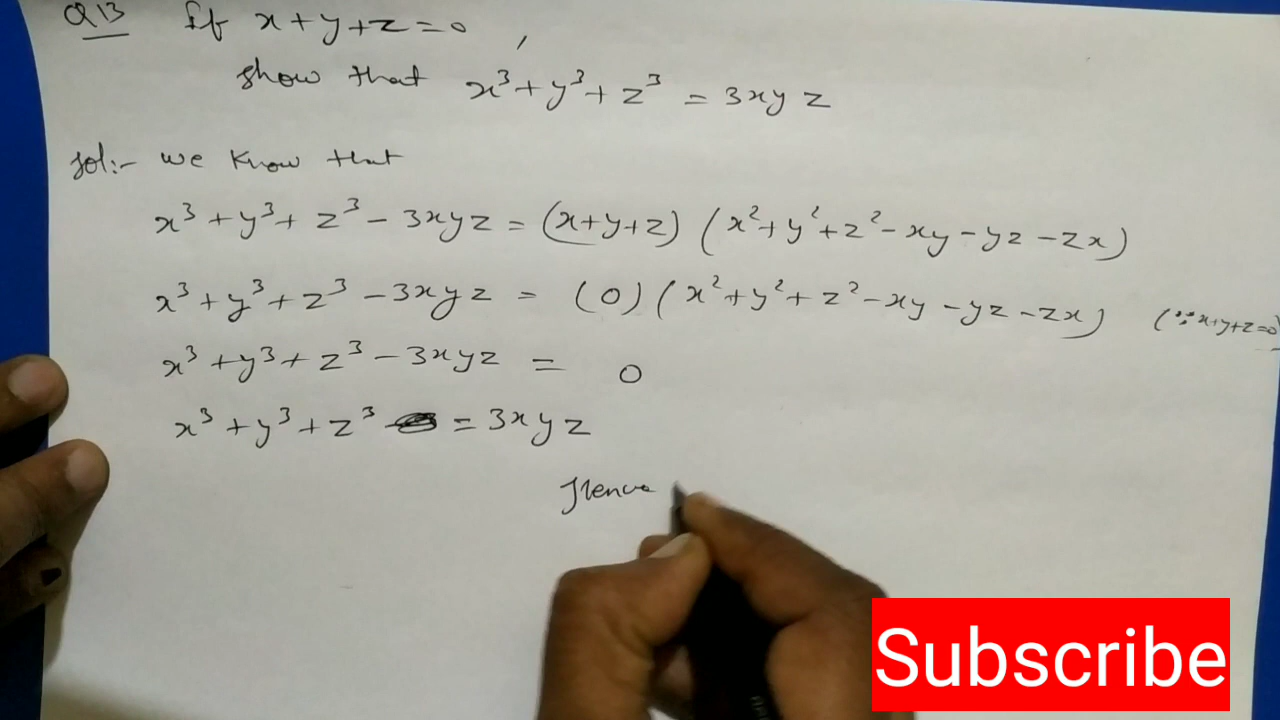 Q13 If x+y+z=0,
show that x³+y³+z³ = 3xyz
Sol:- we know that
x³+y³+z³-3xyz = (x+y+z) (x²+y²+z²-xy-yz-zx)
x³+y³+z³-3xyz = (0) (x²+y²+z²-xy-yz-zx) (∵x+y+z=0)
x³+y³+z³-3xyz = 0
x³+y³+z³ = 3xyz
Hence
Subscribe